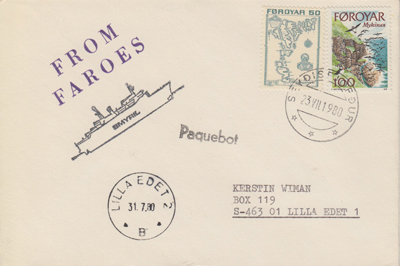 FROM
FAROES
SMYRIL
FØROYAR 50
FØROYAR
Mykines
100
23.VII.1980
Paquebot
LILLA EDET 2
31.7.80
B
KERSTIN WIMAN
BOX 119
S-463 01 LILLA EDET 1